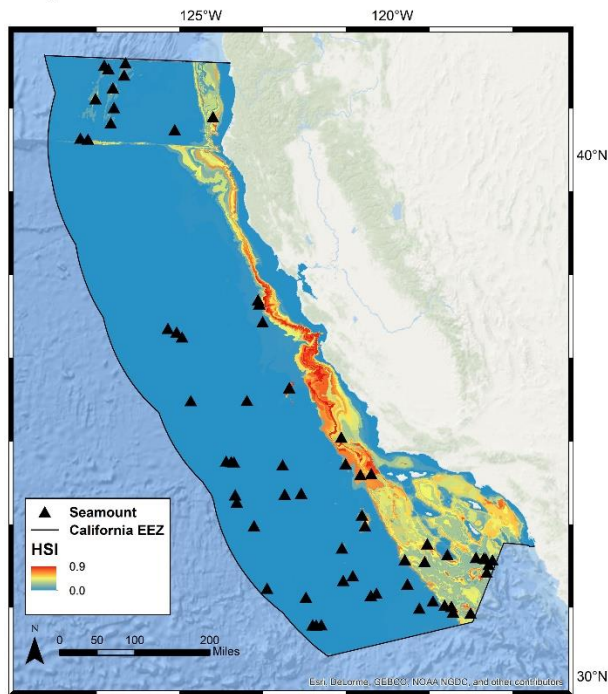 125°W 120°W
40°N
Seamount
California EEZ
HSI
0.9
0.0
N
0 50 100 200
Miles
30°N
Esri, DeLorme, GEBCO, NOAA NGDC, and other contributors